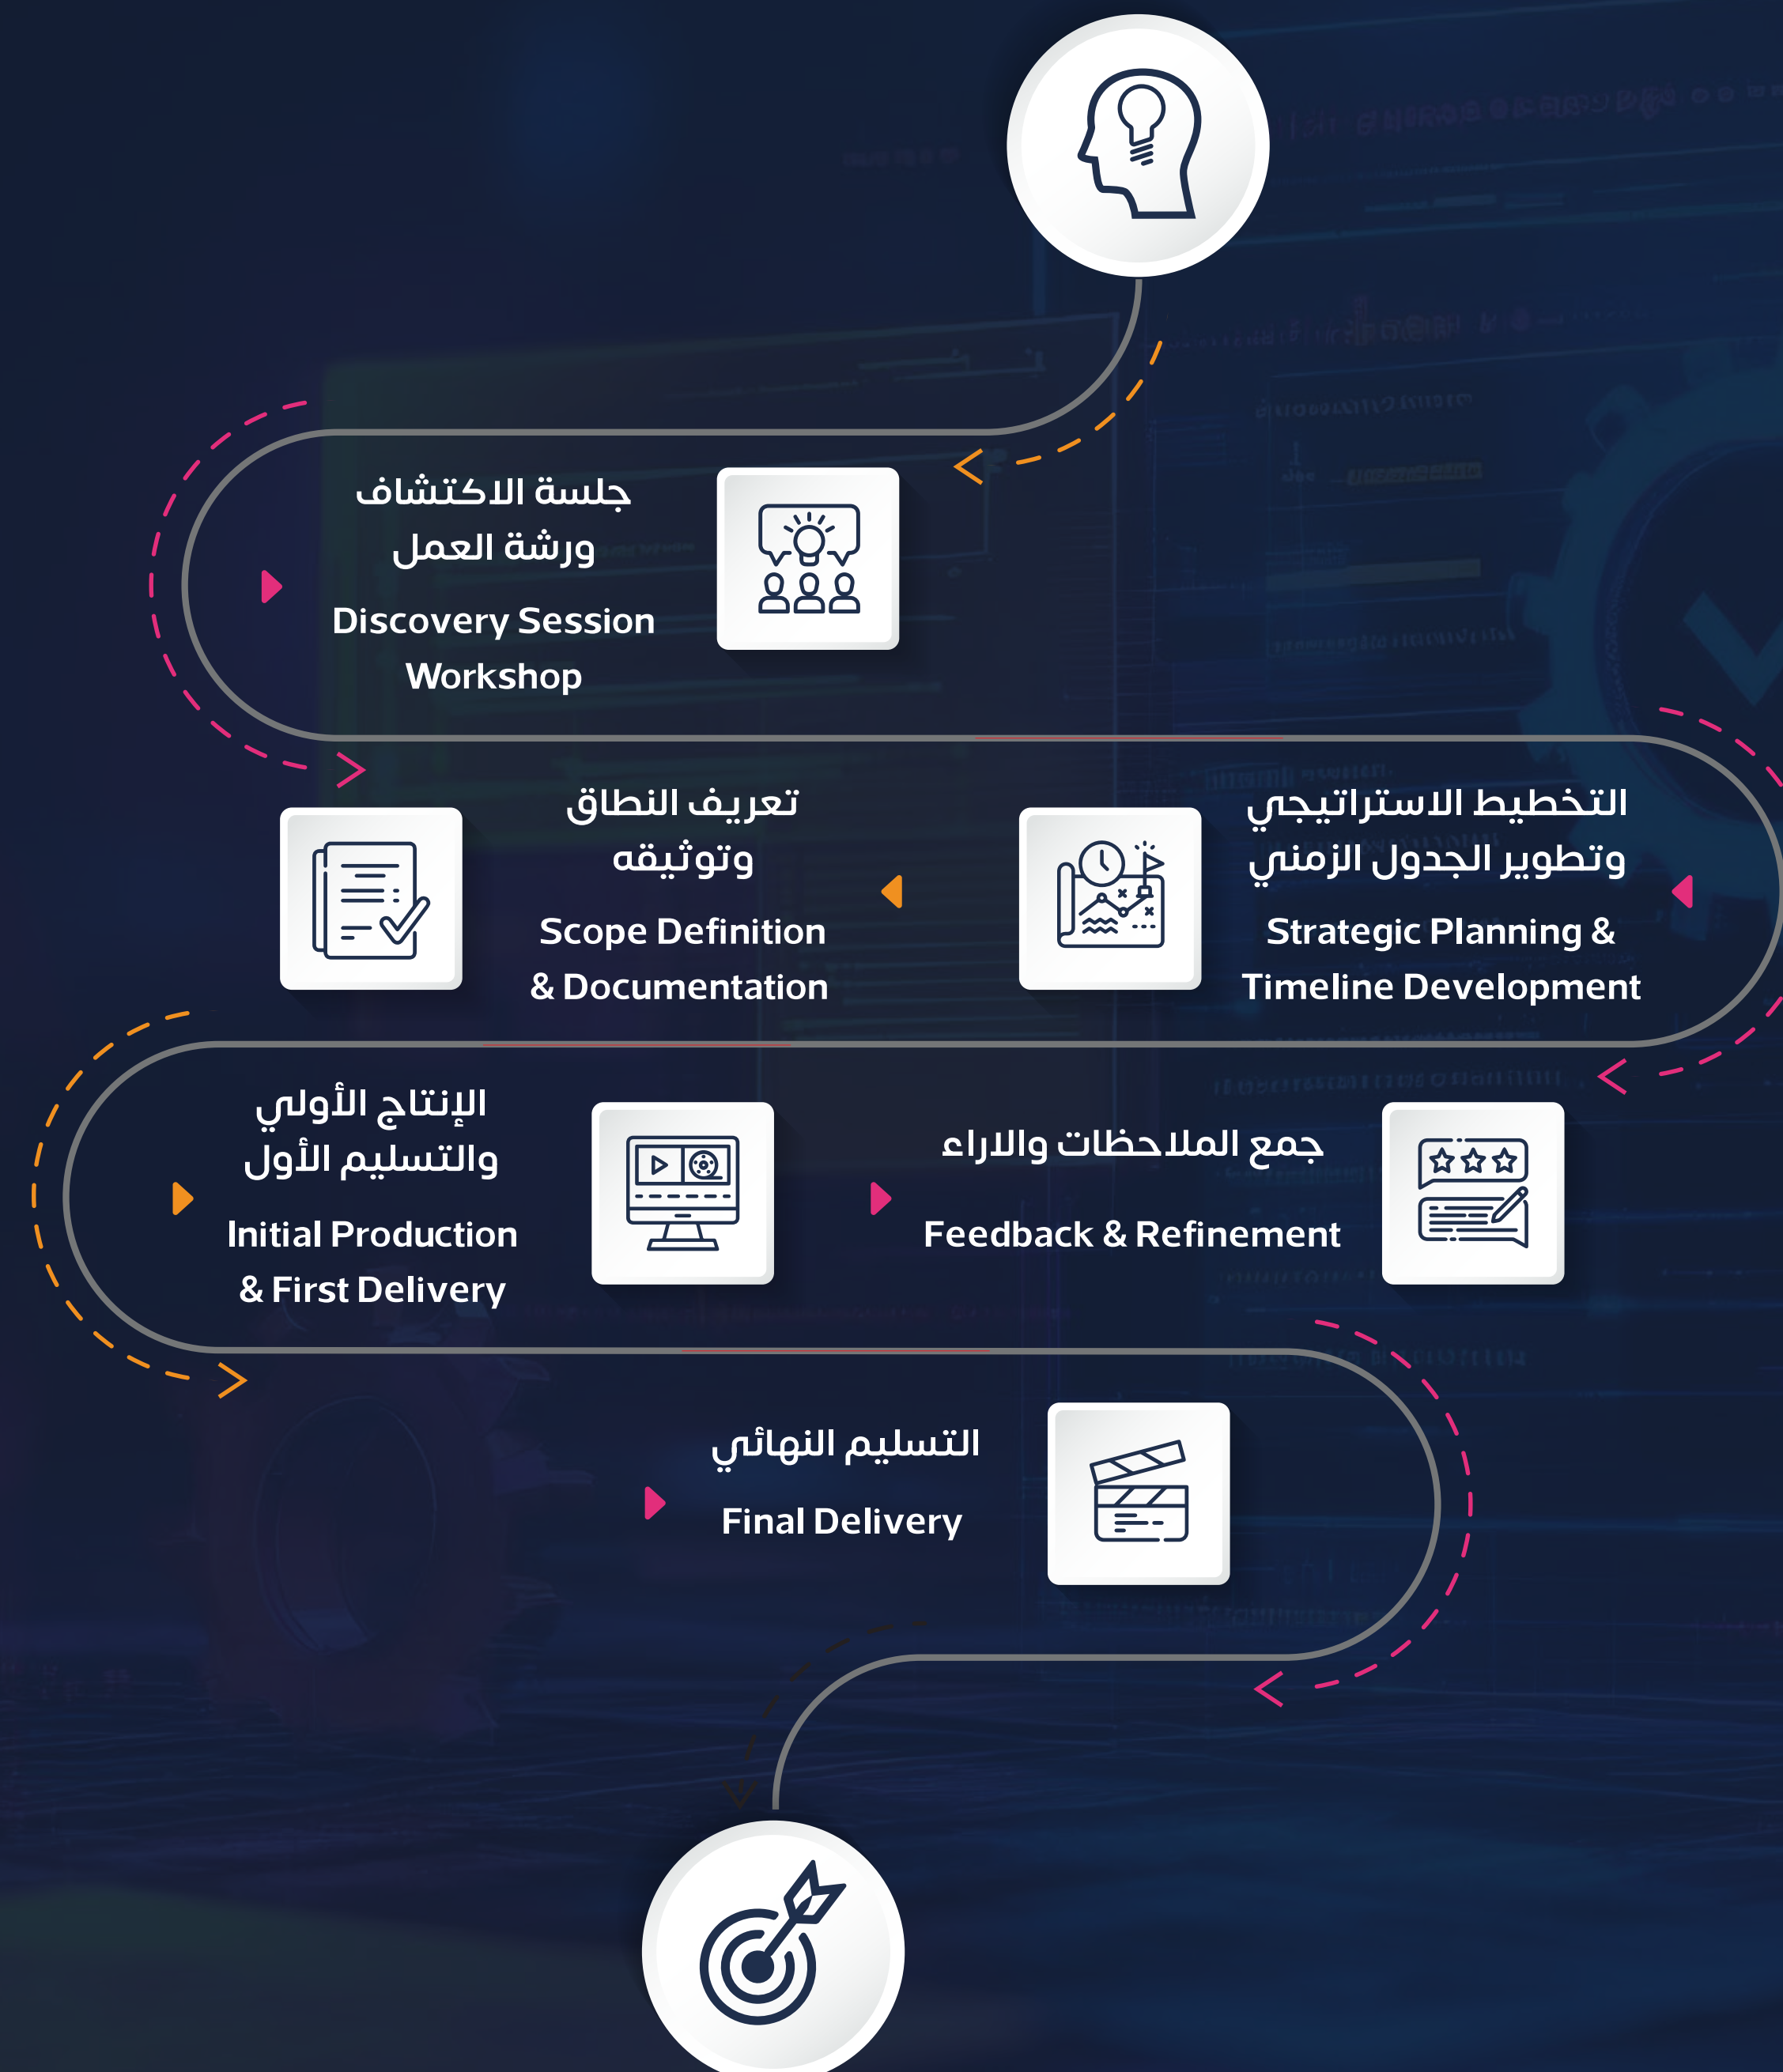 جلسة الاكتشاف
ورشة العمل
Discovery Session
Workshop
التخطيط الاستراتيجي
وتطوير الجدول الزمني
Strategic Planning &
Timeline Development
تعريف النطاق
وتوثيقه
Scope Definition
& Documentation
الإنتاج الأولي
والتسليم الأول
Initial Production
& First Delivery
جمع الملاحظات والاراء
Feedback & Refinement
التسليم النهائي
Final Delivery